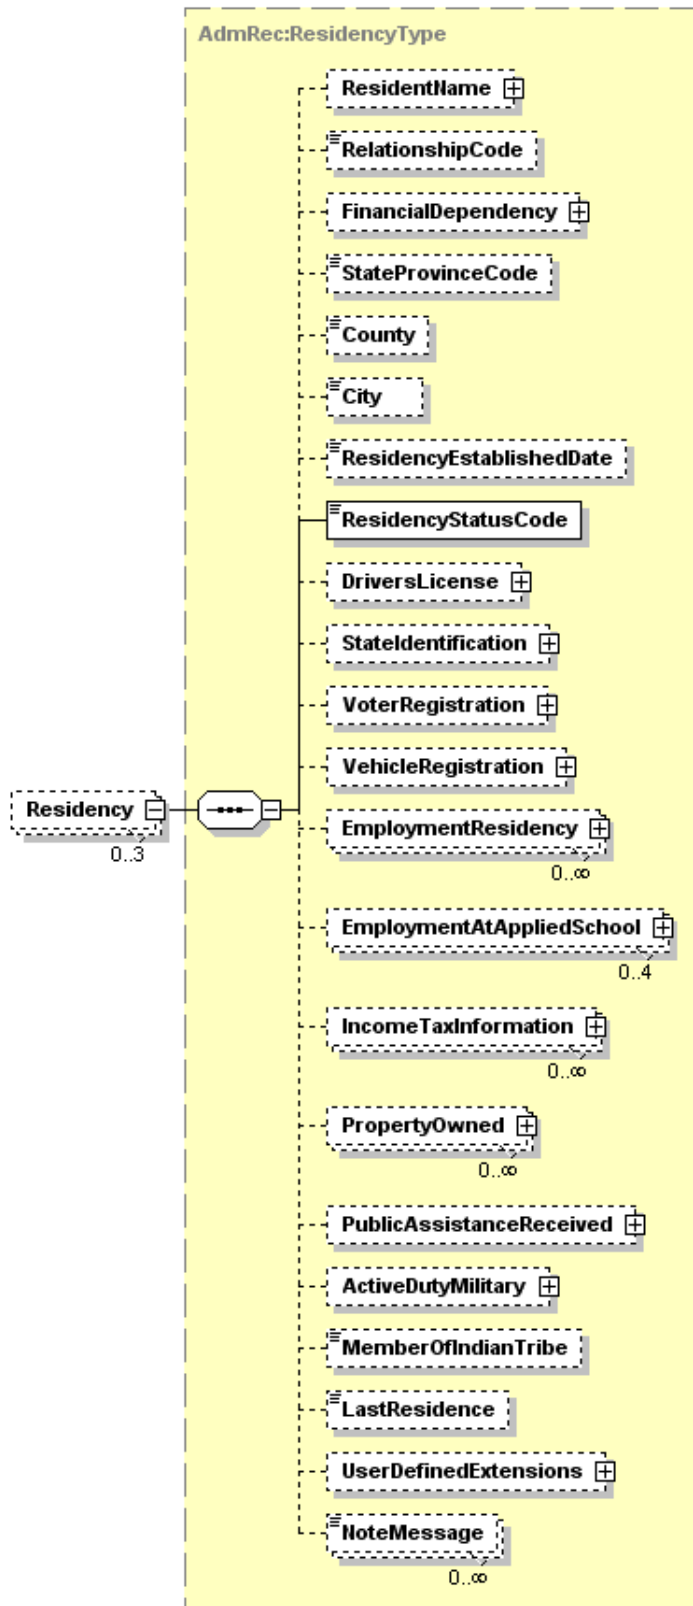 AdmRec:ResidencyType
ResidentName
RelationshipCode
FinancialDependency
StateProvinceCode
County
City
ResidencyEstablishedDate
ResidencyStatusCode
DriversLicense
StateIdentification
VoterRegistration
VehicleRegistration
Residency
0..3
EmploymentResidency
0..∞
EmploymentAtAppliedSchool
0..4
IncomeTaxInformation
0..∞
PropertyOwned
0..∞
PublicAssistanceReceived
ActiveDutyMilitary
MemberOfIndianTribe
LastResidence
UserDefinedExtensions
NoteMessage
0..∞